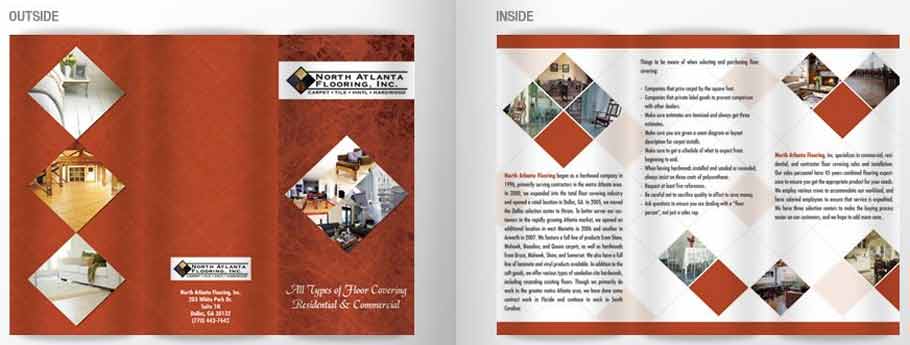 OUTSIDE
INSIDE
NORTH ATLANTA
FLOORING, INC.
CARPET • TILE • VINYL • HARDWOOD
All Types of Floor Covering
Residential & Commercial
NORTH ATLANTA
FLOORING, INC.
CARPET • TILE • VINYL • HARDWOOD
North Atlanta Flooring, Inc.
203 White Park Dr.
Suite 1H
Dallas, GA 30132
(770) 443-7642
North Atlanta Flooring began as a hardwood company in
1996, primarily serving contractors in the metro Atlanta area.
In 2000, we expanded into the total floor covering industry
and opened a retail location in Dallas, GA. In 2005, we moved
the Dallas selection center to Hiram. To better serve our cus-
tomers in the rapidly growing Atlanta market, we opened an
additional location in west Marietta in 2006 and another in
Acworth in 2007. We feature a full line of products from Shaw,
Mohawk, Beaulieu, and Queen carpets, as well as hardwoods
from Bruce, Mohawk, Shaw, and Somerset. We also have a full
line of laminate and vinyl products available. In addition to the
soft goods, we offer various types of sandable site hardwoods,
including sanding existing floors. Though we primarily do
work in the greater metro Atlanta area, we have done some
contract work in Florida and continue to work in South
Carolina.
Things to be aware of when selecting and purchasing floor
covering:
- Companies that price carpet by the square foot.
- Companies that private label goods to prevent comparison
with other dealers.
- Make sure estimates are itemized and always get three
estimates.
- Make sure you are given a seam diagram or layout
description for carpet installs.
- Make sure to get a schedule of what to expect from
beginning to end.
- When having hardwoods installed and sanded or resanded,
always insist on three coats of polyurethane.
- Request at least five references.
- Be careful not to sacrifice quality in effort to save money.
- Ask questions to ensure you are dealing with a "floor
person", not just a sales rep.
North Atlanta Flooring, Inc. specializes in commercial, resi-
dential, and contractor floor covering sales and installation.
Our sales personnel have 45 years combined flooring experi-
ence to ensure you get the appropriate product for your needs.
We employ various crews to accommodate our workload, and
have salaried employees to ensure that service is expedited.
We have three selection centers to make the buying process
easier on our customers, and we hope to add more soon.